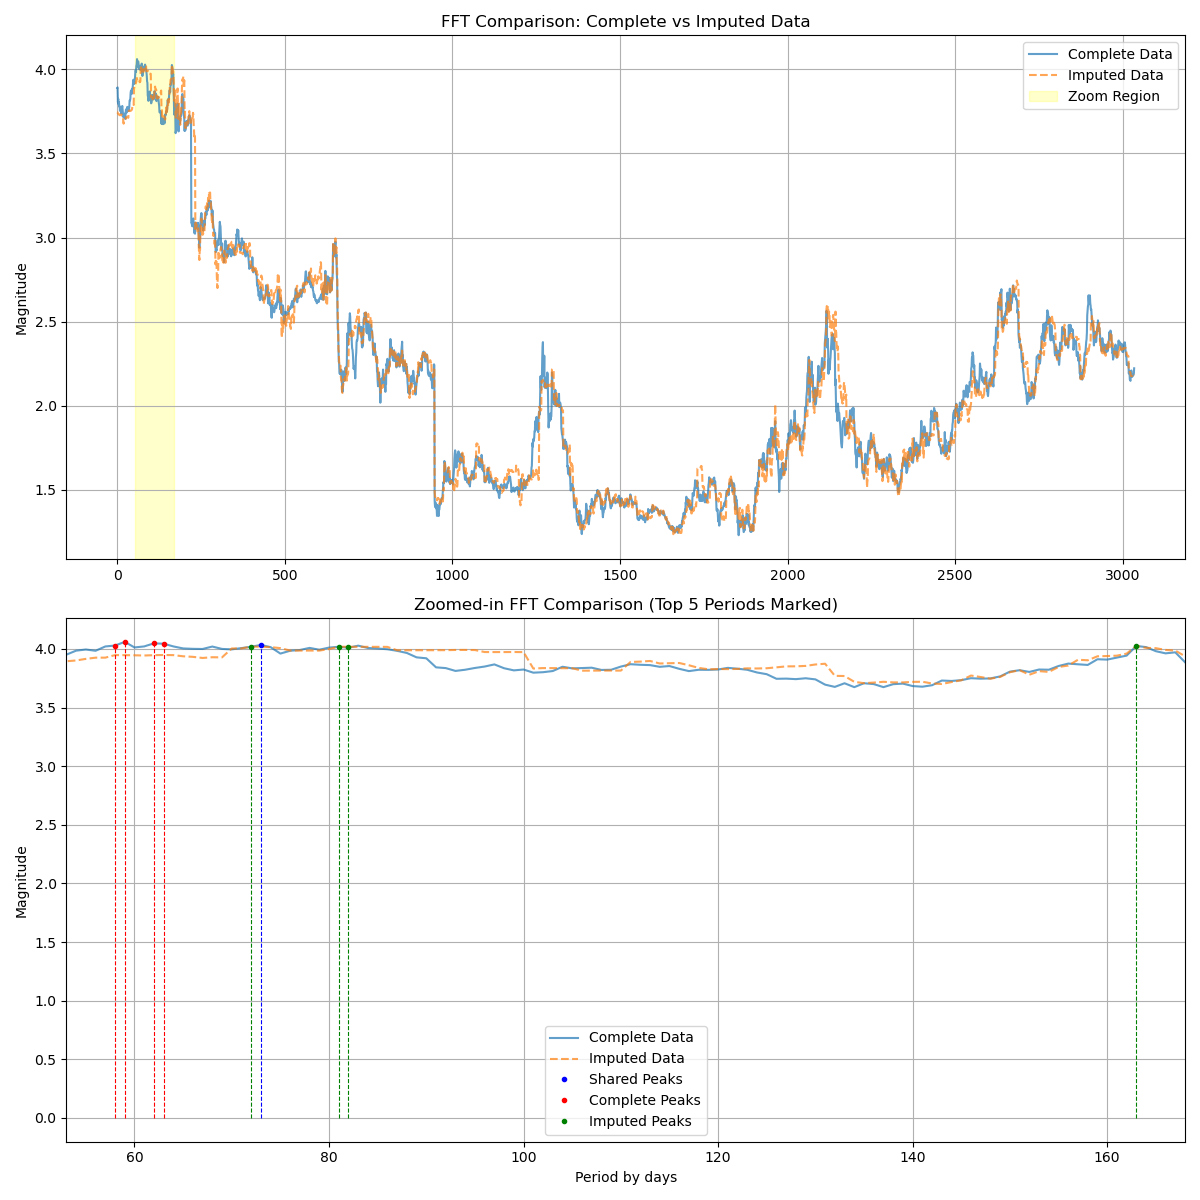 FFT Comparison: Complete vs Imputed Data
Magnitude
4.0
3.5
3.0
2.5
2.0
1.5
Complete Data
Imputed Data
Zoom Region
0
500
1000
1500
2000
2500
3000
Zoomed-in FFT Comparison (Top 5 Periods Marked)
Magnitude
4.0
3.5
3.0
2.5
2.0
1.5
1.0
0.5
0.0
Complete Data
Imputed Data
Shared Peaks
Complete Peaks
Imputed Peaks
60
80
100
120
140
160
Period by days